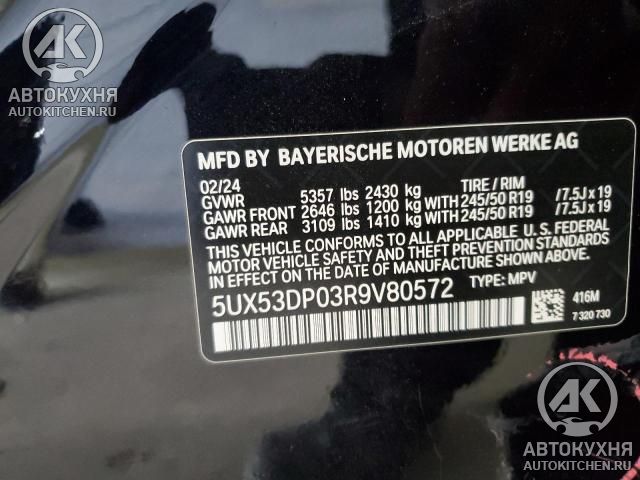 АК
АВТОКУХНЯ
AUTOKITCHEN.RU
MFD BY BAYERISCHE MOTOREN WERKE AG
02/24
TIRE / RIM
GVWR 5357 lbs 2430 kg
GAWR FRONT 2646 lbs 1200 kg WITH 245/50 R19 /7.5J x 19
GAWR REAR 3109 lbs 1410 kg WITH 245/50 R19 /7.5J x 19
THIS VEHICLE CONFORMS TO ALL APPLICABLE U. S. FEDERAL
MOTOR VEHICLE SAFETY AND THEFT PREVENTION STANDARDS
IN EFFECT ON THE DATE OF MANUFACTURE SHOWN ABOVE.
5UX53DP03R9V80572 TYPE: MPV
416M
7 320 730
АК
АВТОКУХНЯ
AUTOKITCHEN.RU